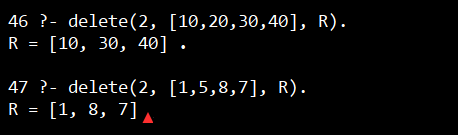 46 ?- delete(2, [10,20,30,40], R).
R = [10, 30, 40] .
47 ?- delete(2, [1,5,8,7], R).
R = [1, 8, 7]